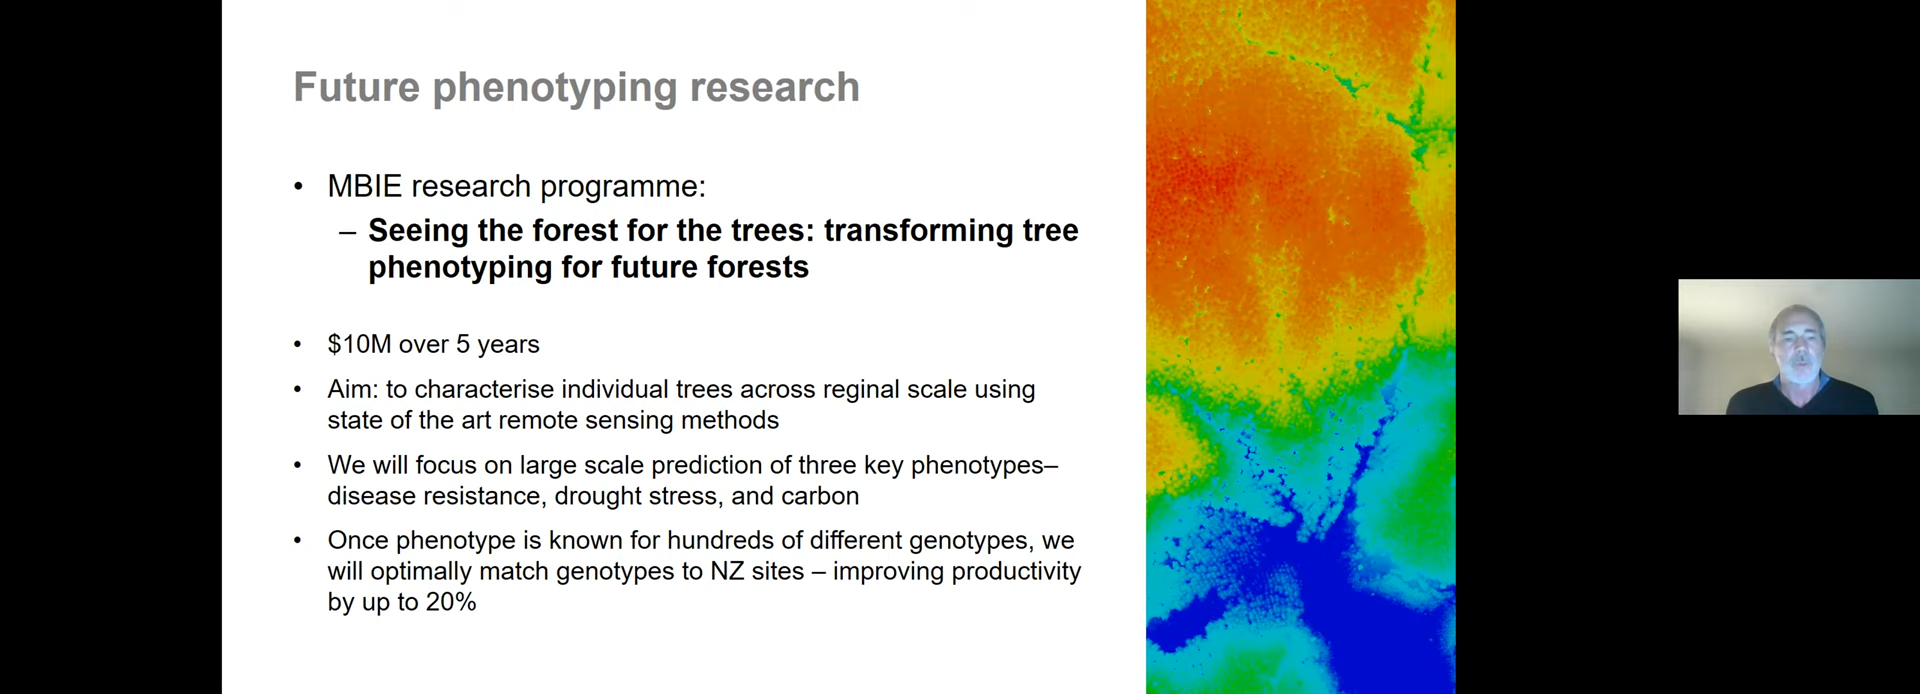 Future phenotyping research
• MBIE research programme:
– Seeing the forest for the trees: transforming tree
phenotyping for future forests
• $10M over 5 years
• Aim: to characterise individual trees across reginal scale using
state of the art remote sensing methods
• We will focus on large scale prediction of three key phenotypes–
disease resistance, drought stress, and carbon
• Once phenotype is known for hundreds of different genotypes, we
will optimally match genotypes to NZ sites – improving productivity
by up to 20%